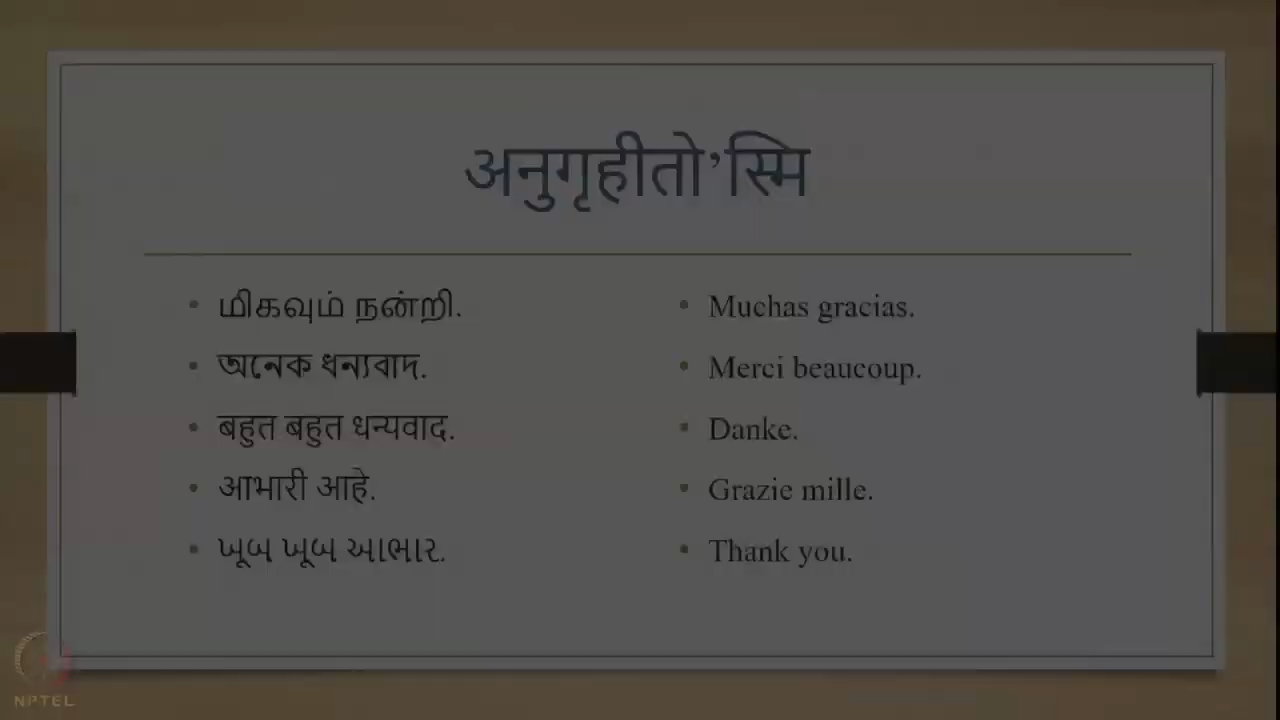 अनुगृहीतो’स्मि
மிகவும் நன்றி.
অনেক ধন্যবাদ.
बहुत बहुत धन्यवाद.
आभारी आहे.
ખૂબ ખૂબ આભાર.
Muchas gracias.
Merci beaucoup.
Danke.
Grazie mille.
Thank you.
NPTEL